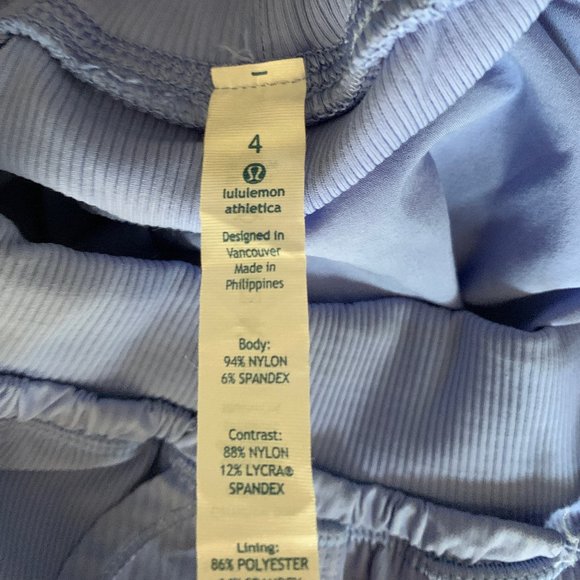 4
lululemon
athletica
Designed in
Vancouver
Made in
Philippines
Body:
94% NYLON
6% SPANDEX
Contrast:
88% NYLON
12% LYCRA®
SPANDEX
Lining:
86% POLYESTER